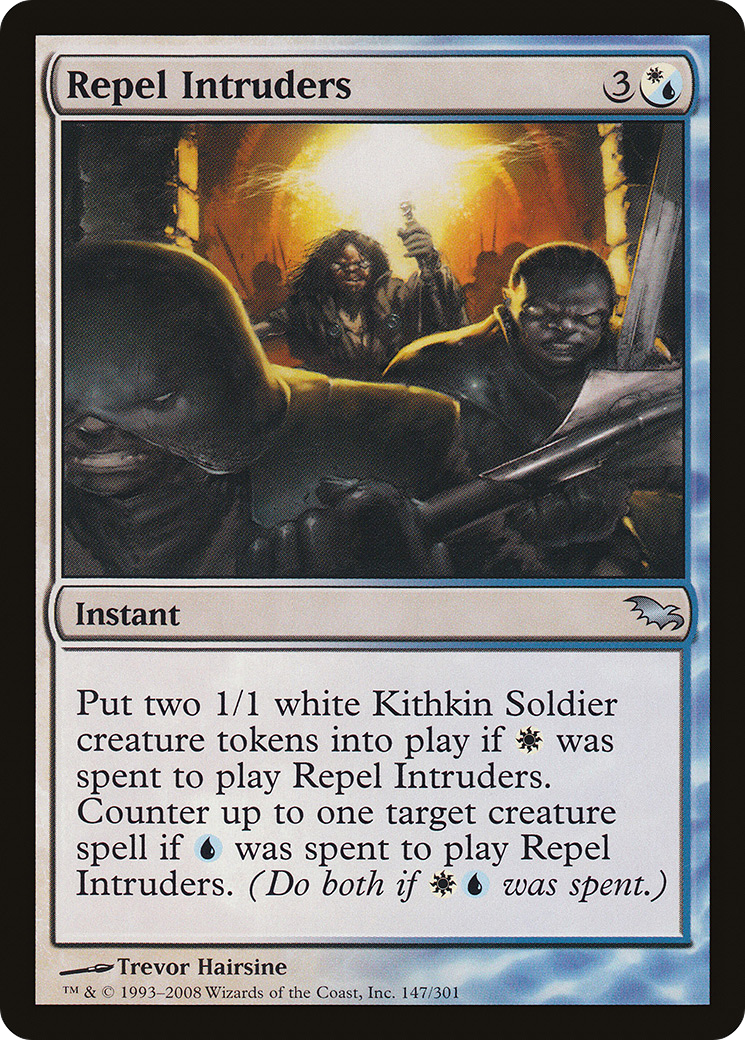 Repel Intruders 3
Instant
Put two 1/1 white Kithkin Soldier
creature tokens into play if was
spent to play Repel Intruders.
Counter up to one target creature
spell if was spent to play Repel
Intruders. (Do both if was spent.)
Trevor Hairsine
™ & © 1993–2008 Wizards of the Coast, Inc. 147/301